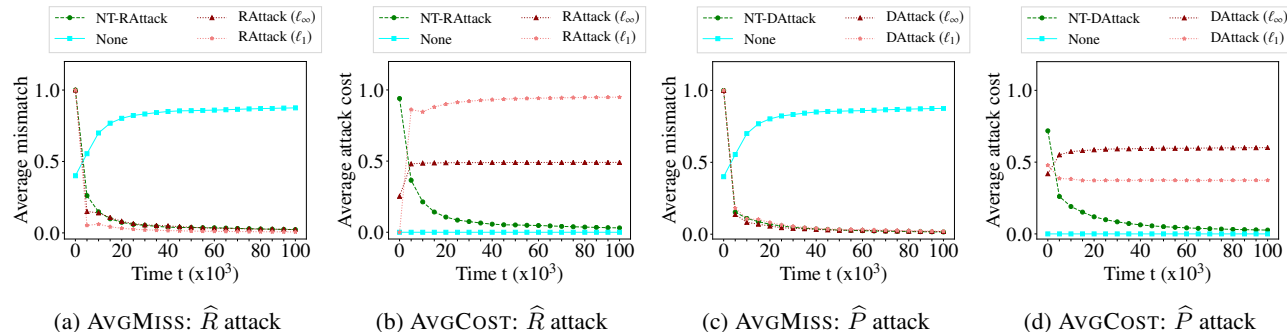 NT-RAttack
None
RAttack (ℓ∞)
RAttack (ℓ1)
Average mismatch
1.0
0.5
0.0
0 20 40 60 80 100
Time t (x10³)
(a) AVGMISS: R̂ attack
NT-RAttack
None
RAttack (ℓ∞)
RAttack (ℓ1)
Average attack cost
1.0
0.5
0.0
0 20 40 60 80 100
Time t (x10³)
(b) AVGCOST: R̂ attack
NT-DAttack
None
DAttack (ℓ∞)
DAttack (ℓ1)
Average mismatch
1.0
0.5
0.0
0 20 40 60 80 100
Time t (x10³)
(c) AVGMISS: P̂ attack
NT-DAttack
None
DAttack (ℓ∞)
DAttack (ℓ1)
Average attack cost
1.0
0.5
0.0
0 20 40 60 80 100
Time t (x10³)
(d) AVGCOST: P̂ attack